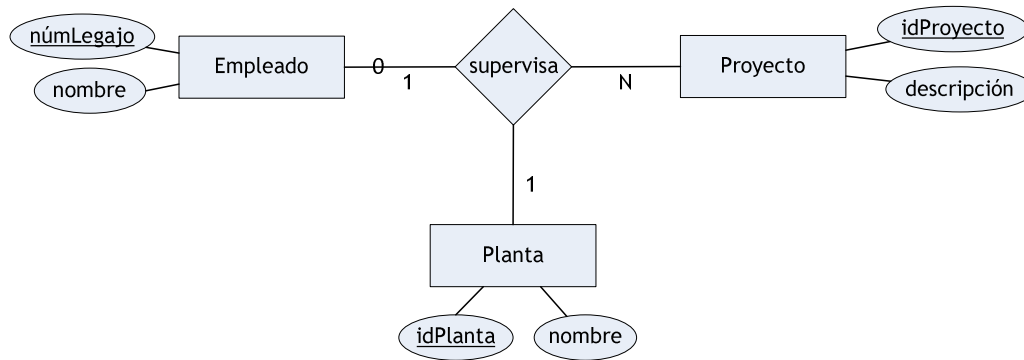 númLegajo
nombre
Empleado
0
1
supervisa
N
Proyecto
idProyecto
descripción
1
Planta
idPlanta
nombre